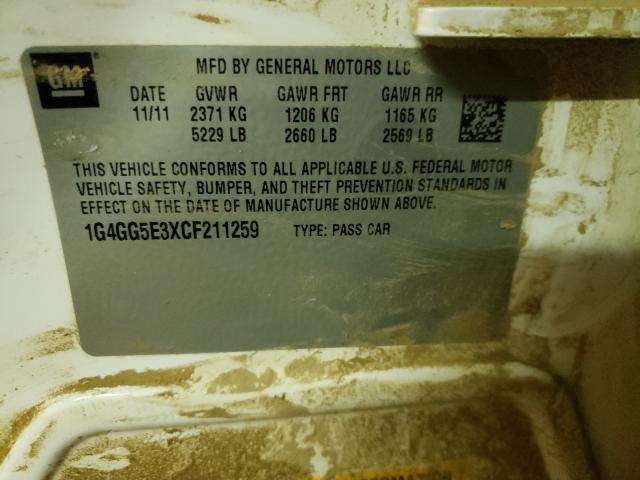 GM
MFD BY GENERAL MOTORS LLC
DATE GVWR GAWR FRT GAWR RR
11/11 2371 KG 1206 KG 1165 KG
5229 LB 2660 LB 2569 LB
THIS VEHICLE CONFORMS TO ALL APPLICABLE U.S. FEDERAL MOTOR
VEHICLE SAFETY, BUMPER, AND THEFT PREVENTION STANDARDS IN
EFFECT ON THE DATE OF MANUFACTURE SHOWN ABOVE.
1G4GG5E3XCF211259 TYPE: PASS CAR